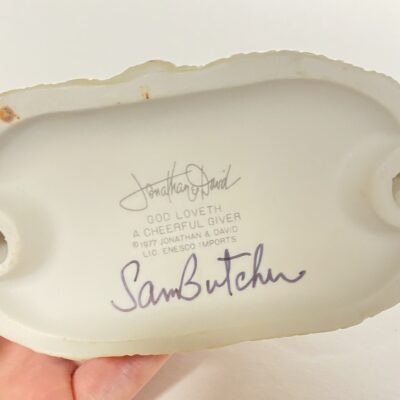 Jonathan & David
GOD LOVETH
A CHEERFUL GIVER
©1977 JONATHAN & DAVID
LIC. ENESCO IMPORTS
Sam Butcher